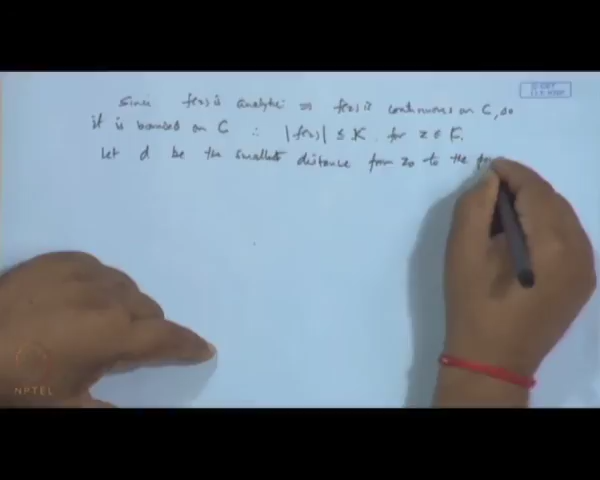 Since f(z) is analytic ⇒ f(z) is continuous on C, so
it is bounded on C ∴ |f(z)| ≤ K for z ∈ C.
Let d be the smallest distance from z0 to the
NPTEL